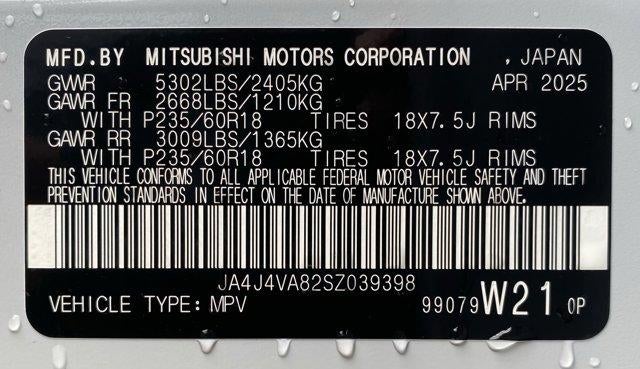 MFD.BY MITSUBISHI MOTORS CORPORATION , JAPAN
GWR 5302LBS/2405KG APR 2025
GAWR FR 2668LBS/1210KG
WITH P235/60R18 TIRES 18X7.5J RIMS
GAWR RR 3009LBS/1365KG
WITH P235/60R18 TIRES 18X7.5J RIMS
THIS VEHICLE CONFORMS TO ALL APPLICABLE FEDERAL MOTOR VEHICLE SAFETY AND THEFT
PREVENTION STANDARDS IN EFFECT ON THE DATE OF MANUFACTURE SHOWN ABOVE.
JA4J4VA82SZ039398
VEHICLE TYPE: MPV 99079 W21 0P